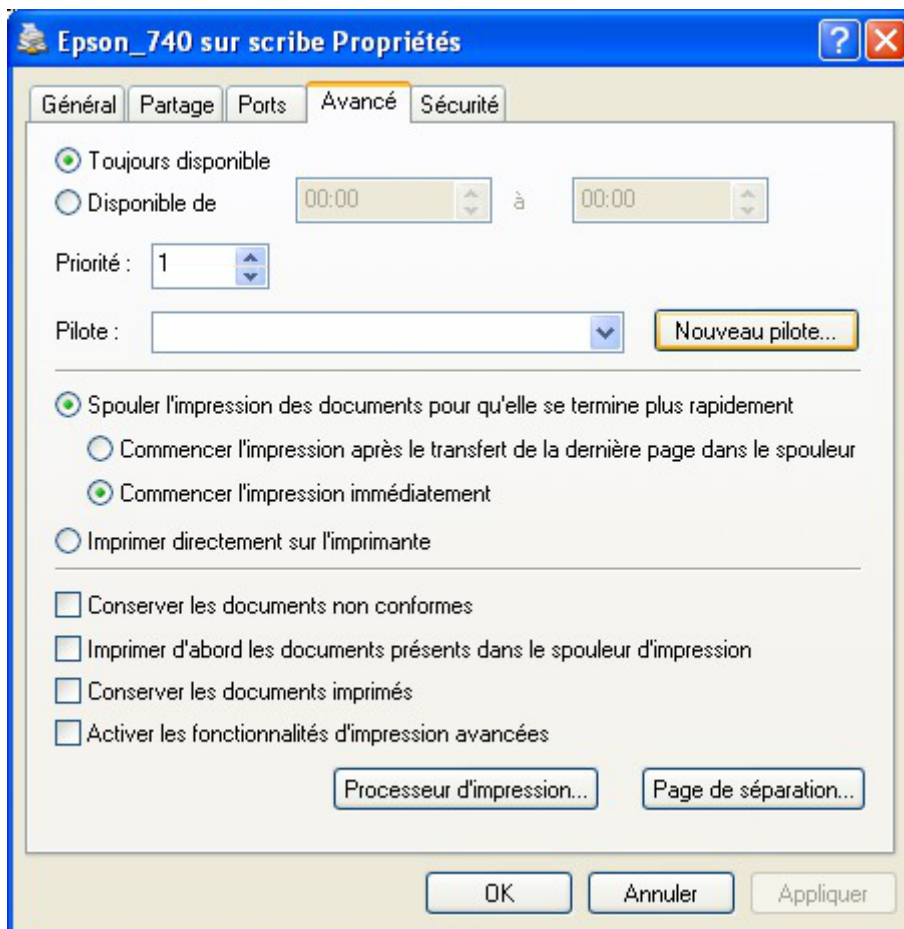 Epson_740 sur scribe Propriétés
Général Partage Ports Avancé Sécurité
Toujours disponible
Disponible de 00:00 à 00:00
Priorité : 1
Pilote : Nouveau pilote...
Spouler l'impression des documents pour qu'elle se termine plus rapidement
Commencer l'impression après le transfert de la dernière page dans le spouleur
Commencer l'impression immédiatement
Imprimer directement sur l'imprimante
Conserver les documents non conformes
Imprimer d'abord les documents présents dans le spouleur d'impression
Conserver les documents imprimés
Activer les fonctionnalités d'impression avancées
Processeur d'impression... Page de séparation...
OK Annuler Appliquer